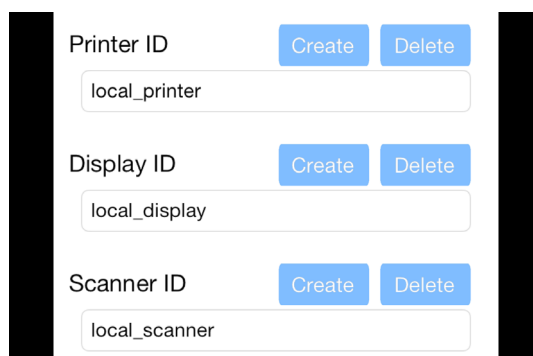 Printer ID Create Delete
local_printer
Display ID Create Delete
local_display
Scanner ID Create Delete
local_scanner